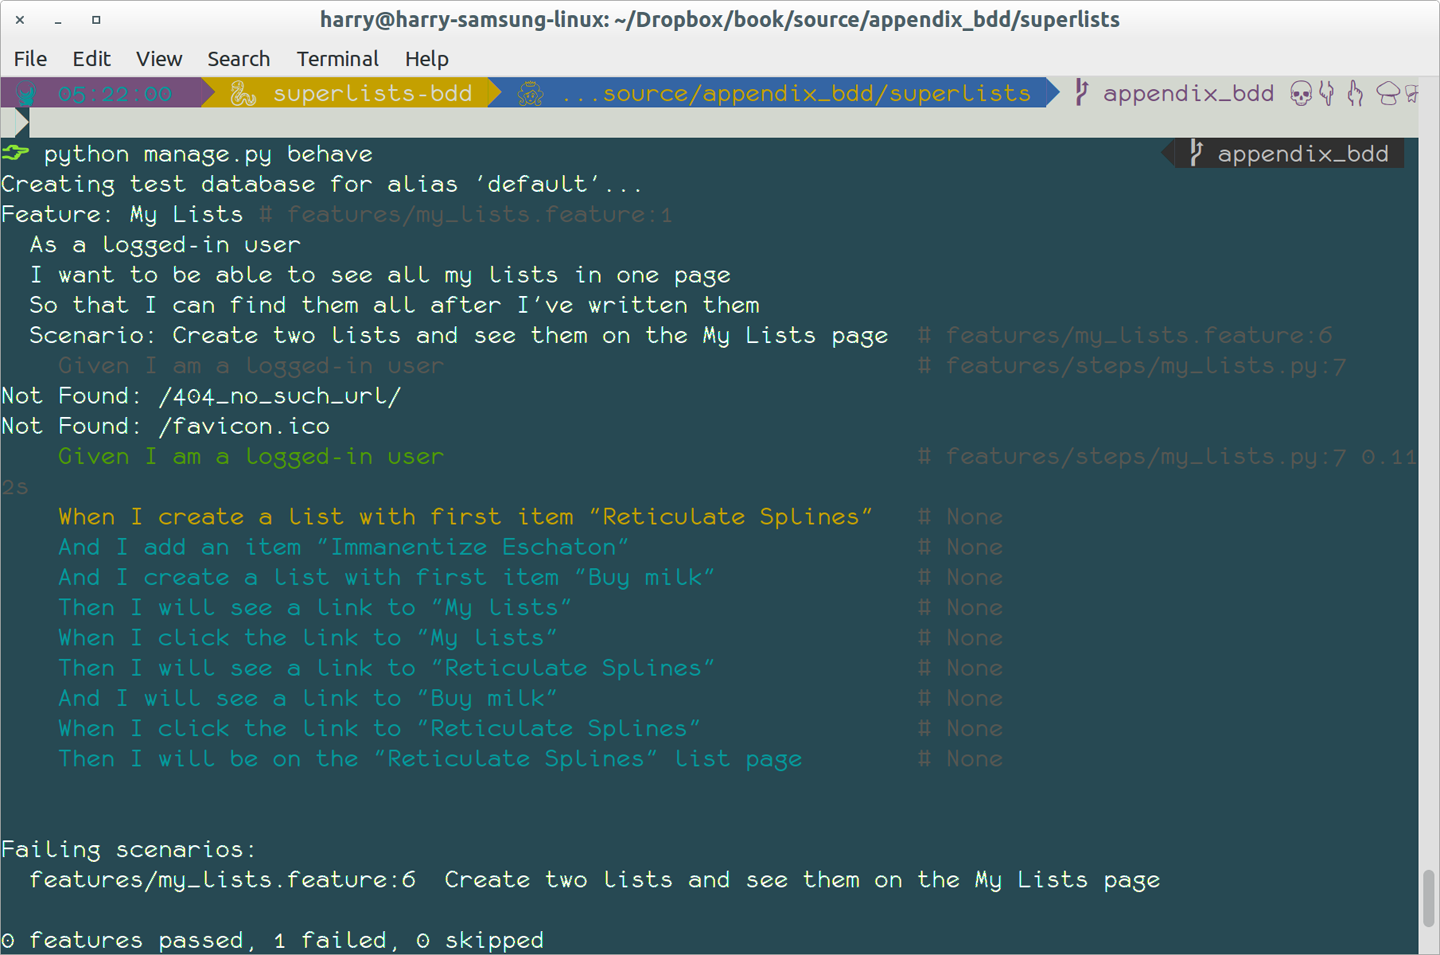 harry@harry-samsung-linux: ~/Dropbox/book/source/appendix_bdd/superlists
File Edit View Search Terminal Help
05:22:00 superlists-bdd ...source/appendix_bdd/superlists appendix_bdd
python manage.py behave appendix_bdd
Creating test database for alias 'default'...
Feature: My Lists # features/my_lists.feature:1
As a logged-in user
I want to be able to see all my lists in one page
So that I can find them all after I've written them
Scenario: Create two lists and see them on the My Lists page # features/my_lists.feature:6
Given I am a logged-in user # features/steps/my_lists.py:7
Not Found: /404_no_such_url/
Not Found: /favicon.ico
Given I am a logged-in user # features/steps/my_lists.py:7 0.11
2s
When I create a list with first item "Reticulate Splines" # None
And I add an item "Immanentize Eschaton" # None
And I create a list with first item "Buy milk" # None
Then I will see a link to "My lists" # None
When I click the link to "My lists" # None
Then I will see a link to "Reticulate Splines" # None
And I will see a link to "Buy milk" # None
When I click the link to "Reticulate Splines" # None
Then I will be on the "Reticulate Splines" list page # None
Failing scenarios:
features/my_lists.feature:6 Create two lists and see them on the My Lists page
0 features passed, 1 failed, 0 skipped